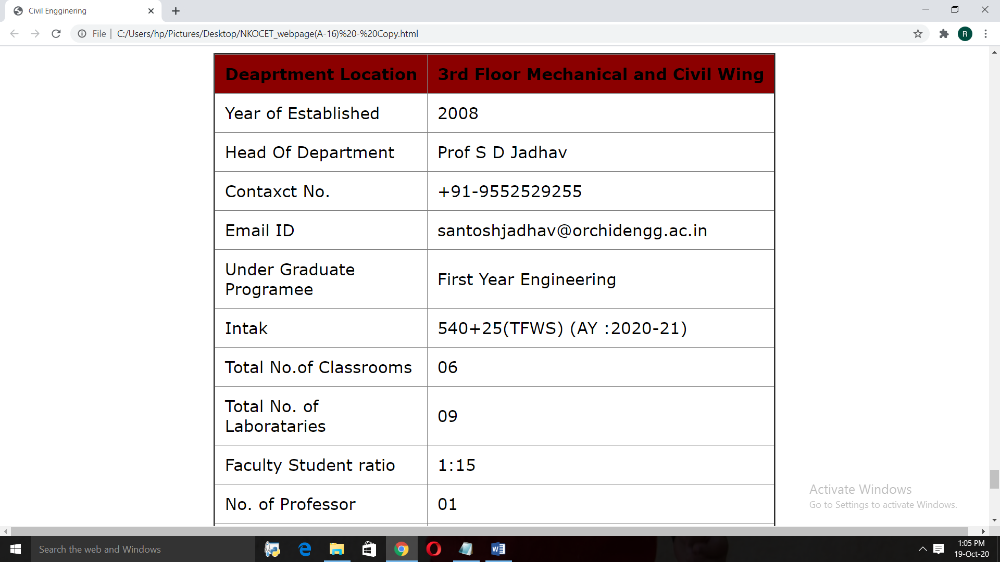 Civil Engginering
File
C:/Users/hp/Pictures/Desktop/NKOCET_webpage(A-16)%20-%20Copy.html
R
Deaprtment Location
3rd Floor Mechanical and Civil Wing
Year of Established
2008
Head Of Department
Prof S D Jadhav
Contaxct No.
+91-9552529255
Email ID
santoshjadhav@orchidengg.ac.in
Under Graduate
Programee
First Year Engineering
Intak
540+25(TFWS) (AY :2020-21)
Total No.of Classrooms
06
Total No. of
Laborataries
09
Faculty Student ratio
1:15
No. of Professor
01
Activate Windows
Go to Settings to activate Windows.
Search the web and Windows
1:05 PM
19-Oct-20